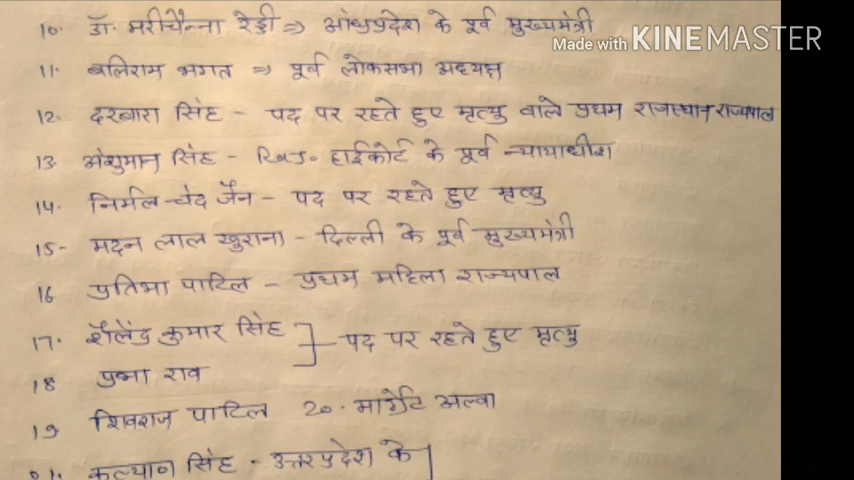 10. डॉ. मरीचैन्ना रेड्डी ⇒ आंध्रप्रदेश के पूर्व मुख्यमंत्री
Made with KINEMASTER
11. बलिराम भगत ⇒ पूर्व लोकसभा अध्यक्ष
12. दरबारा सिंह - पद पर रहते हुए मृत्यु वाले प्रथम राजस्थान राज्यपाल
13. अंशुमान सिंह - Raj. हाईकोर्ट के पूर्व न्यायाधीश
14. निर्मल चंद जैन - पद पर रहते हुए मृत्यु
15- मदन लाल खुराना - दिल्ली के पूर्व मुख्यमंत्री
16 प्रतिभा पाटिल - प्रथम महिला राज्यपाल
17. शैलेंद्र कुमार सिंह ] - पद पर रहते हुए मृत्यु
18 प्रभा राव
19 शिवराज पाटिल 20. मार्गेट अल्वा
21. कल्याण सिंह - उत्तरप्रदेश के